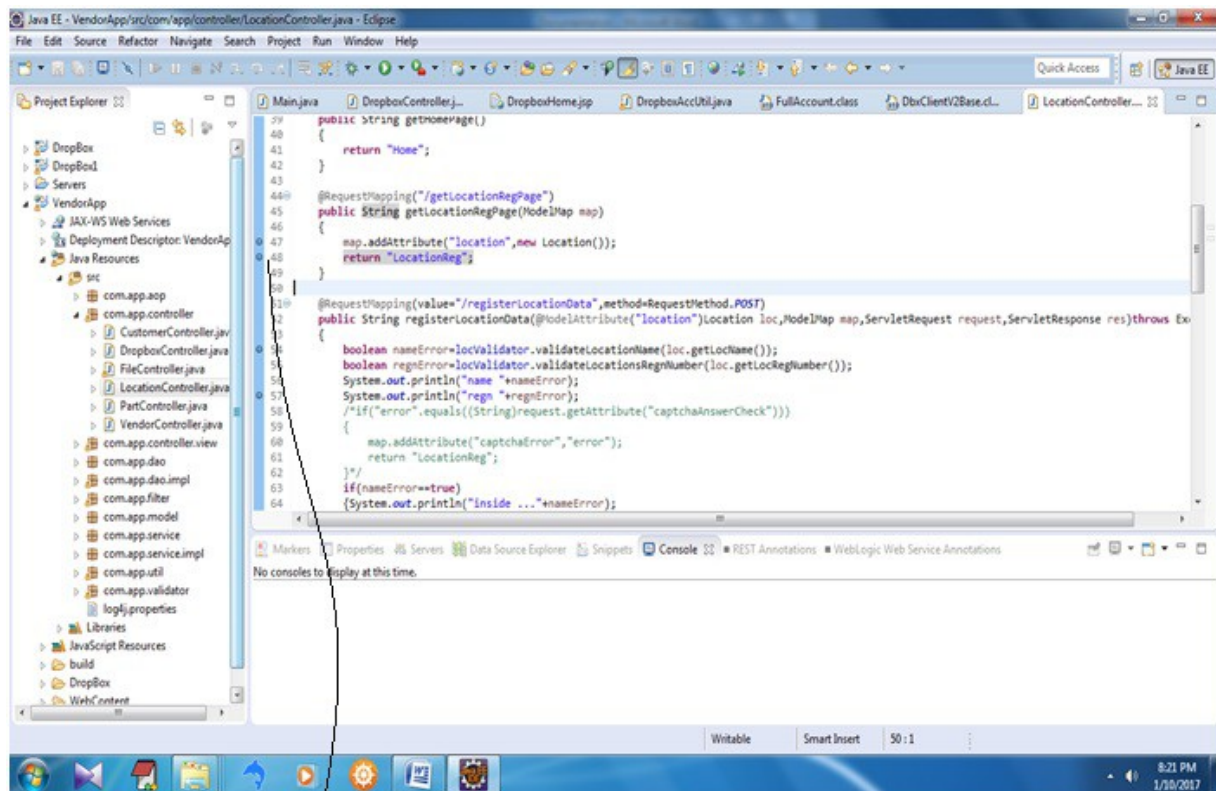 Java EE - VendorApp/src/com/app/controller/LocationController.java - Eclipse
File Edit Source Refactor Navigate Search Project Run Window Help
Quick Access
Java EE
Project Explorer
DropBox
DropBox1
Servers
VendorApp
JAX-WS Web Services
Deployment Descriptor: VendorAp
Java Resources
src
com.app.aop
com.app.controller
CustomerController.jav
DropboxController.java
FileController.java
LocationController.java
PartController.java
VendorController.java
com.app.controller.view
com.app.dao
com.app.dao.impl
com.app.filter
com.app.model
com.app.service
com.app.service.impl
com.app.util
com.app.validator
log4j.properties
Libraries
JavaScript Resources
build
DropBox
WebContent
Main.java DropboxController.j... DropboxHome.jsp DropboxAccUtil.java FullAccount.class DbxClientV2Base.cl... LocationController....
39 public String getHomePage()
40 {
41 return "Home";
42 }
43
44 @RequestMapping("/getLocationRegPage")
45 public String getLocationRegPage(ModelMap map)
46 {
47 map.addAttribute("location",new Location());
48 return "LocationReg";
49 }
50
51 @RequestMapping(value="/registerLocationData",method=RequestMethod.POST)
52 public String registerLocationData(@ModelAttribute("location")Location loc,ModelMap map,ServletRequest request,ServletResponse res)throws Ex
53 {
54 boolean nameError=locValidator.validateLocationName(loc.getLocName());
55 boolean regnError=locValidator.validateLocationsRegnNumber(loc.getLocRegNumber());
56 System.out.println("name "+nameError);
57 System.out.println("regn "+regnError);
58 /*if("error".equals((String)request.getAttribute("captchaAnswerCheck")))
59 {
60 map.addAttribute("captchaError","error");
61 return "LocationReg";
62 }*/
63 if(nameError==true)
64 {System.out.println("inside ..."+nameError);
Markers Properties Servers Data Source Explorer Snippets Console REST Annotations WebLogic Web Service Annotations
No consoles to display at this time.
Writable Smart Insert 50 : 1
8:21 PM
1/10/2017